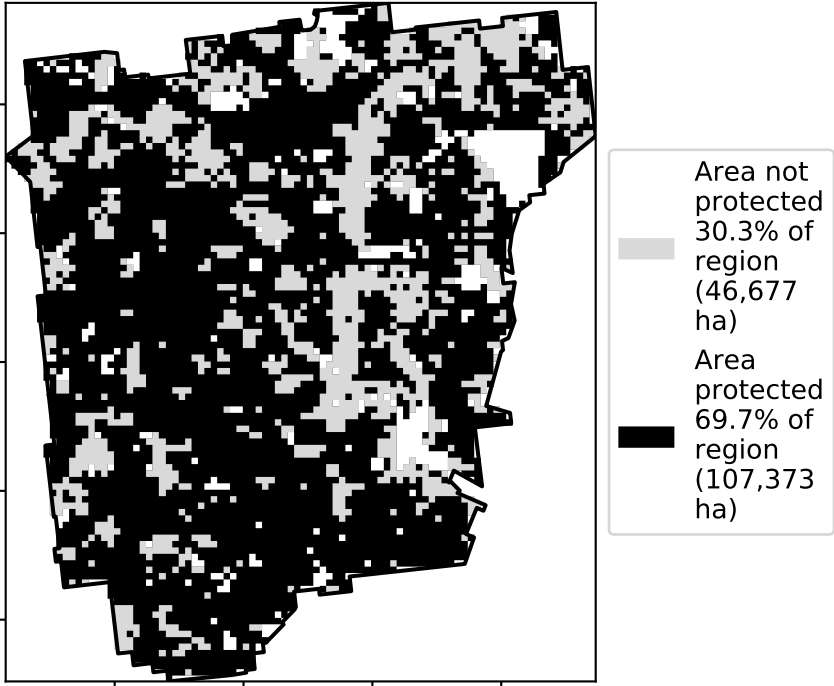 Area not
protected
30.3% of
region
(46,677
ha)
Area
protected
69.7% of
region
(107,373
ha)